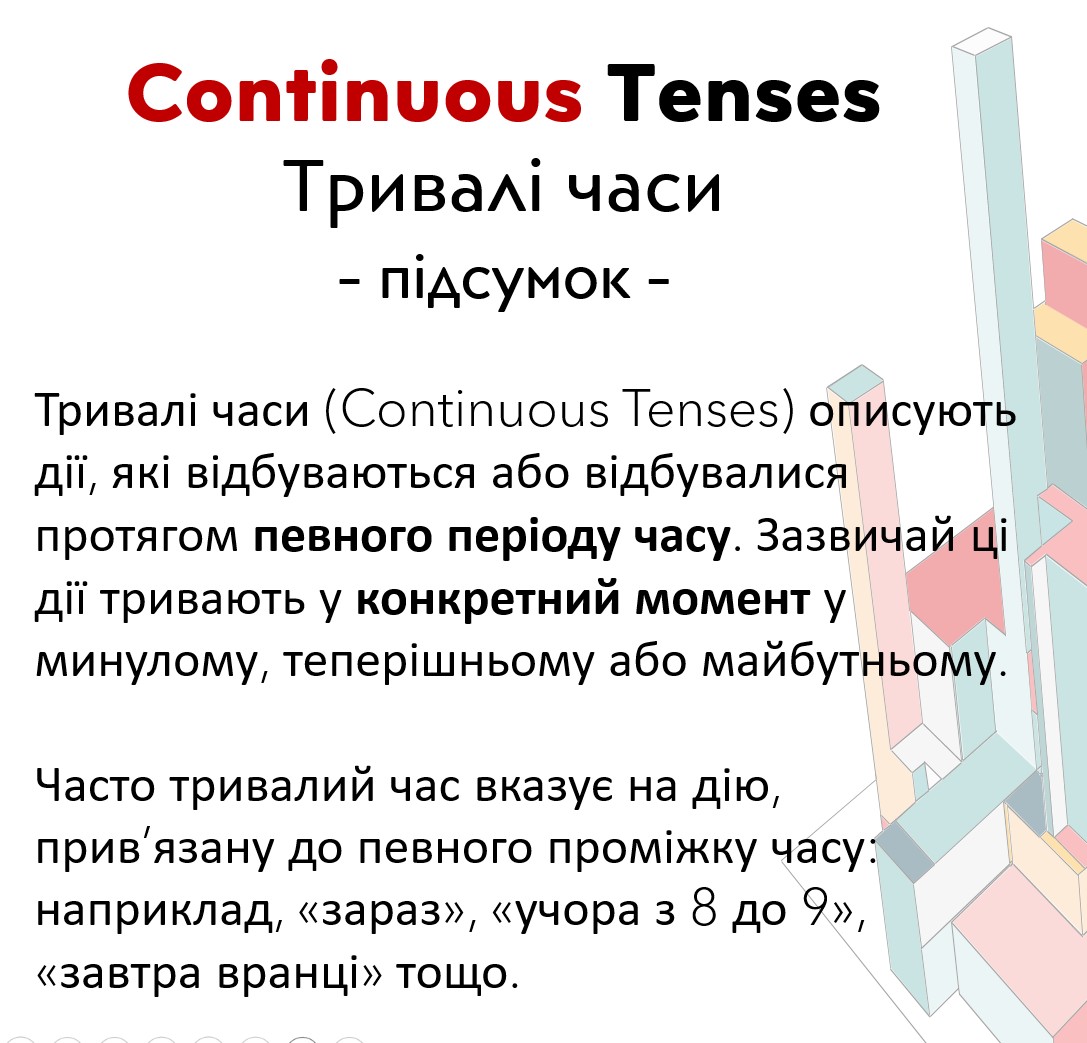 Continuous Tenses
Тривалі часи
- підсумок -
Тривалі часи (Continuous Tenses) описують
дії, які відбуваються або відбувалися
протягом певного періоду часу. Зазвичай ці
дії тривають у конкретний момент у
минулому, теперішньому або майбутньому.
Часто тривалий час вказує на дію,
прив’язану до певного проміжку часу:
наприклад, «зараз», «учора з 8 до 9»,
«завтра вранці» тощо.